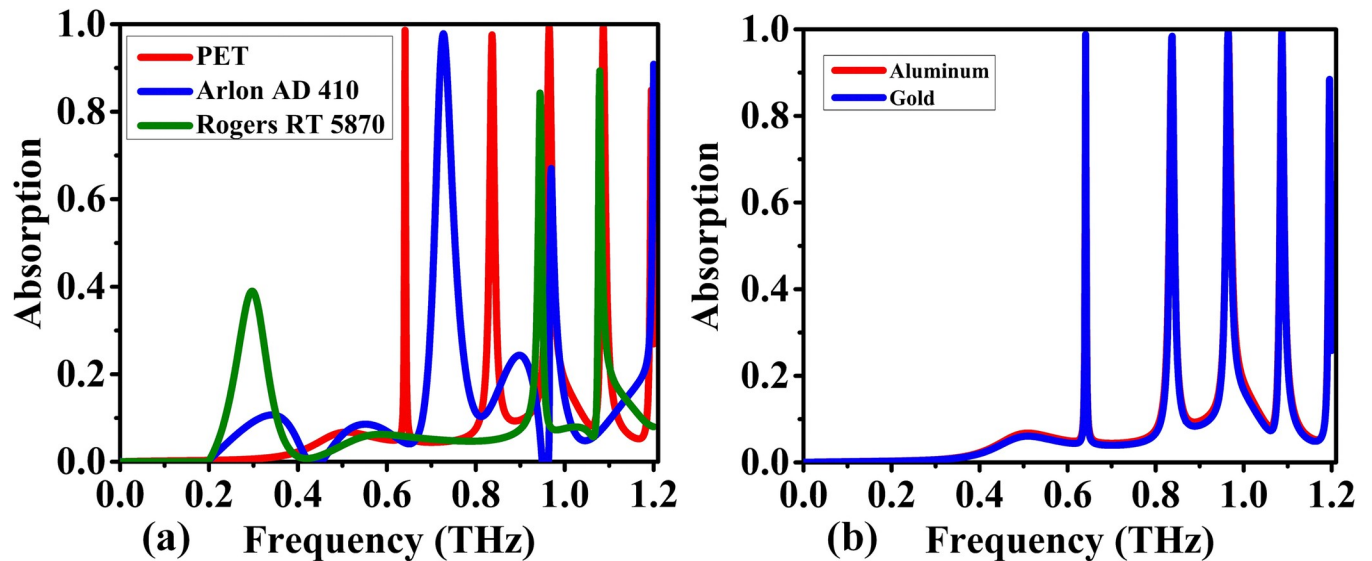 1.0
0.8
0.6
0.4
0.2
0.0
Absorption
PET
Arlon AD 410
Rogers RT 5870
0.0 0.2 0.4 0.6 0.8 1.0 1.2
(a) Frequency (THz)
1.0
0.8
0.6
0.4
0.2
0.0
Absorption
Aluminum
Gold
0.0 0.2 0.4 0.6 0.8 1.0 1.2
(b) Frequency (THz)